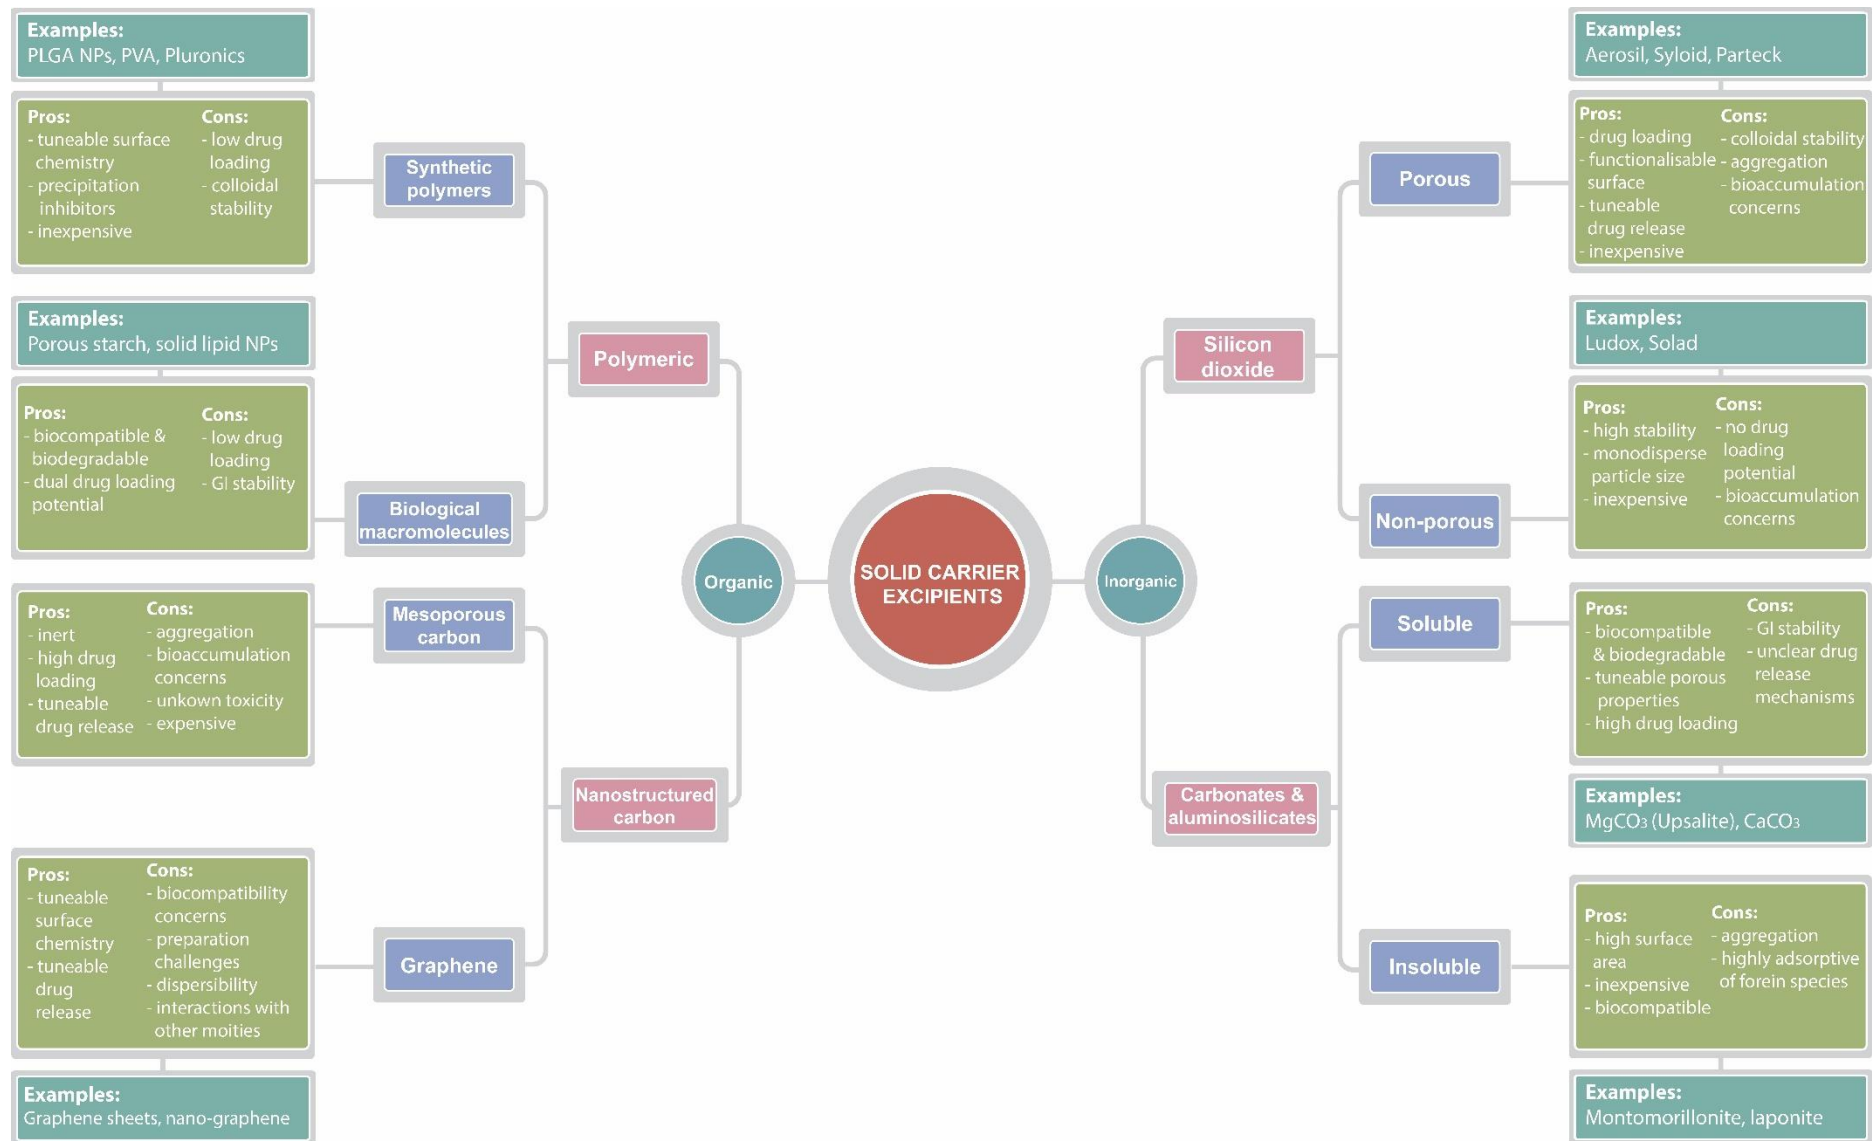 Examples:
PLGA NPs, PVA, Pluronics
Pros:
- tuneable surface
chemistry
- precipitation
inhibitors
- inexpensive
Cons:
- low drug
loading
- colloidal
stability
Synthetic
polymers
Examples:
Porous starch, solid lipid NPs
Pros:
- biocompatible &
biodegradable
- dual drug loading
potential
Cons:
- low drug
loading
- GI stability
Biological
macromolecules
Polymeric
Pros:
- inert
- high drug
loading
- tuneable
drug release
Cons:
- aggregation
- bioaccumulation
concerns
- unkown toxicity
- expensive
Mesoporous
carbon
Nanostructured
carbon
Pros:
- tuneable
surface
chemistry
- tuneable
drug
release
Cons:
- biocompatibility
concerns
- preparation
challenges
- dispersibility
- interactions with
other moities
Graphene
Examples:
Graphene sheets, nano-graphene
Organic
SOLID CARRIER
EXCIPIENTS
Inorganic
Silicon
dioxide
Porous
Examples:
Aerosil, Syloid, Parteck
Pros:
- drug loading
- functionalisable
surface
- tuneable
drug release
- inexpensive
Cons:
- colloidal stability
- aggregation
- bioaccumulation
concerns
Non-porous
Examples:
Ludox, Solad
Pros:
- high stability
- monodisperse
particle size
- inexpensive
Cons:
- no drug
loading
potential
- bioaccumulation
concerns
Carbonates &
aluminosilicates
Soluble
Pros:
- biocompatible
& biodegradable
- tuneable porous
properties
- high drug loading
Cons:
- GI stability
- unclear drug
release
mechanisms
Examples:
MgCO₃ (Upsalite), CaCO₃
Insoluble
Pros:
- high surface
area
- inexpensive
- biocompatible
Cons:
- aggregation
- highly adsorptive
of forein species
Examples:
Montomorillonite, laponite